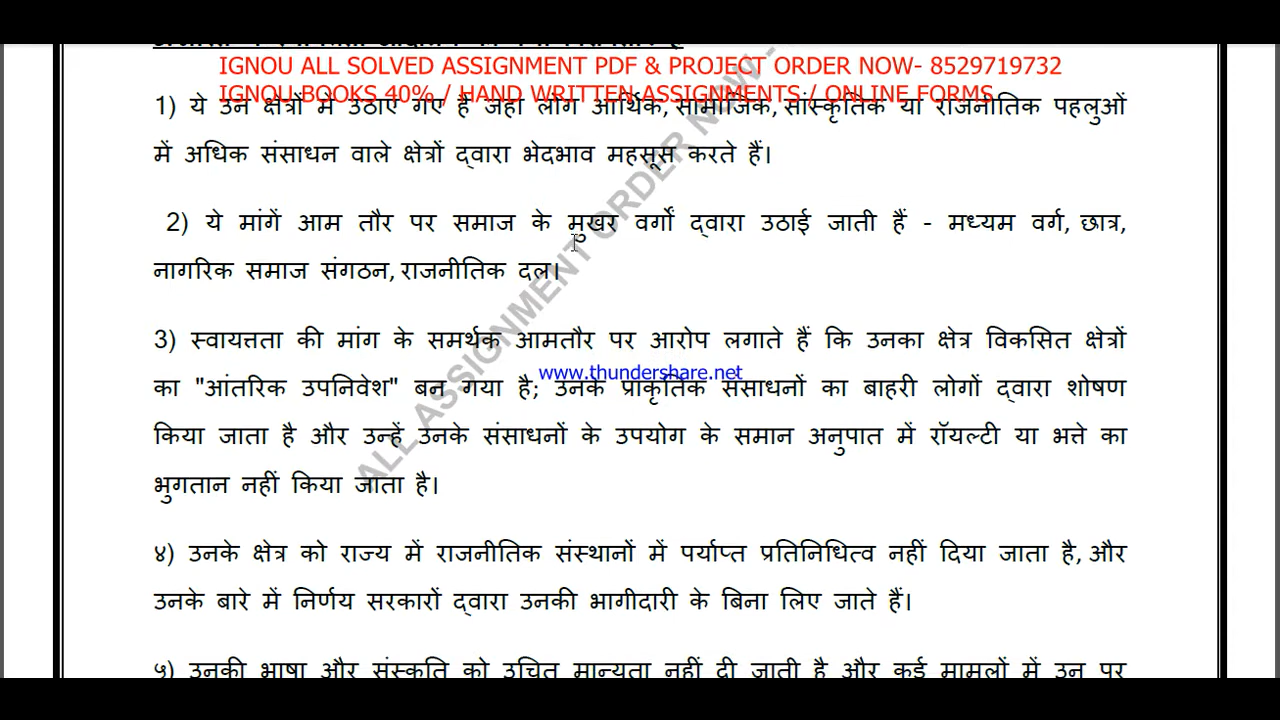 IGNOU ALL SOLVED ASSIGNMENT PDF & PROJECT ORDER NOW- 8529719732
IGNOU BOOKS 40% / HAND WRITTEN ASSIGNMENTS / ONLINE FORMS
1) ये उन क्षेत्रों में उठाए गए हैं जहां लोग आर्थिक, सामाजिक, सांस्कृतिक या राजनीतिक पहलुओं
में अधिक संसाधन वाले क्षेत्रों द्वारा भेदभाव महसूस करते हैं।
2) ये मांगें आम तौर पर समाज के मुखर वर्गों द्वारा उठाई जाती हैं - मध्यम वर्ग, छात्र,
नागरिक समाज संगठन, राजनीतिक दल।
3) स्वायत्तता की मांग के समर्थक आमतौर पर आरोप लगाते हैं कि उनका क्षेत्र विकसित क्षेत्रों
www.thundershare.net
का "आंतरिक उपनिवेश" बन गया है; उनके प्राकृतिक संसाधनों का बाहरी लोगों द्वारा शोषण
किया जाता है और उन्हें उनके संसाधनों के उपयोग के समान अनुपात में रॉयल्टी या भत्ते का
भुगतान नहीं किया जाता है।
४) उनके क्षेत्र को राज्य में राजनीतिक संस्थानों में पर्याप्त प्रतिनिधित्व नहीं दिया जाता है, और
उनके बारे में निर्णय सरकारों द्वारा उनकी भागीदारी के बिना लिए जाते हैं।
५) उनकी भाषा और संस्कृति को उचित मान्यता नहीं दी जाती है और कई मामलों में उन पर
ALL ASSIGNMENT ORDER NOW -